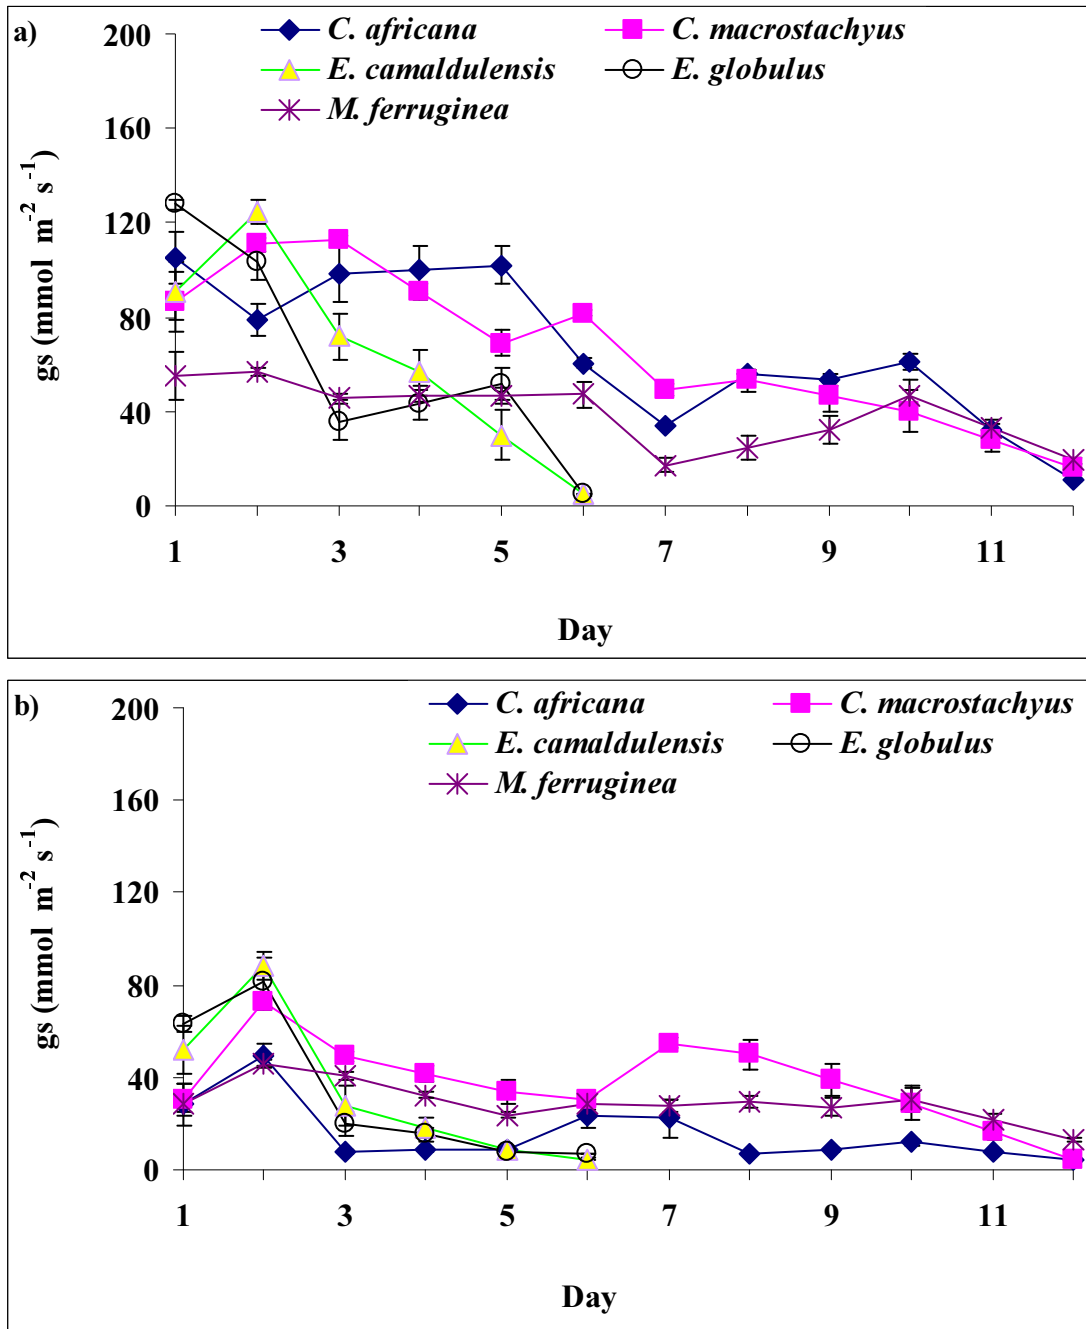 a)
C. africana C. macrostachyus
E. camaldulensis E. globulus
M. ferruginea
200
160
120
80
40
0
gs (mmol m⁻² s⁻¹)
1 3 5 7 9 11
Day
b)
C. africana C. macrostachyus
E. camaldulensis E. globulus
M. ferruginea
200
160
120
80
40
0
gs (mmol m⁻² s⁻¹)
1 3 5 7 9 11
Day